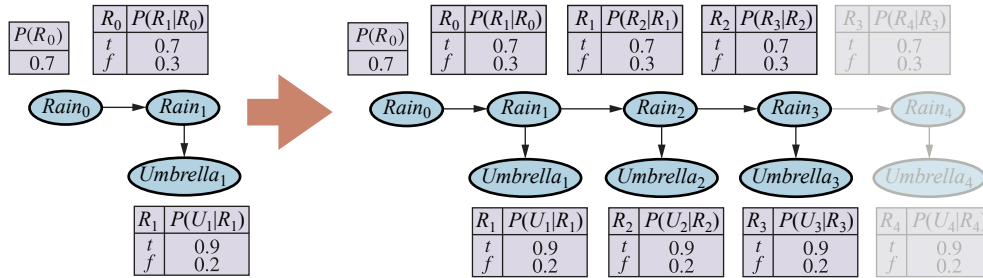 P(R₀)
0.7
R₀ P(R₁|R₀)
t 0.7
f 0.3
Rain₀
Rain₁
Umbrella₁
R₁ P(U₁|R₁)
t 0.9
f 0.2
P(R₀)
0.7
R₀ P(R₁|R₀)
t 0.7
f 0.3
R₁ P(R₂|R₁)
t 0.7
f 0.3
R₂ P(R₃|R₂)
t 0.7
f 0.3
R₃ P(R₄|R₃)
t 0.7
f 0.3
Rain₀
Rain₁
Rain₂
Rain₃
Rain₄
Umbrella₁
Umbrella₂
Umbrella₃
Umbrella₄
R₁ P(U₁|R₁)
t 0.9
f 0.2
R₂ P(U₂|R₂)
t 0.9
f 0.2
R₃ P(U₃|R₃)
t 0.9
f 0.2
R₄ P(U₄|R₄)
t 0.9
f 0.2